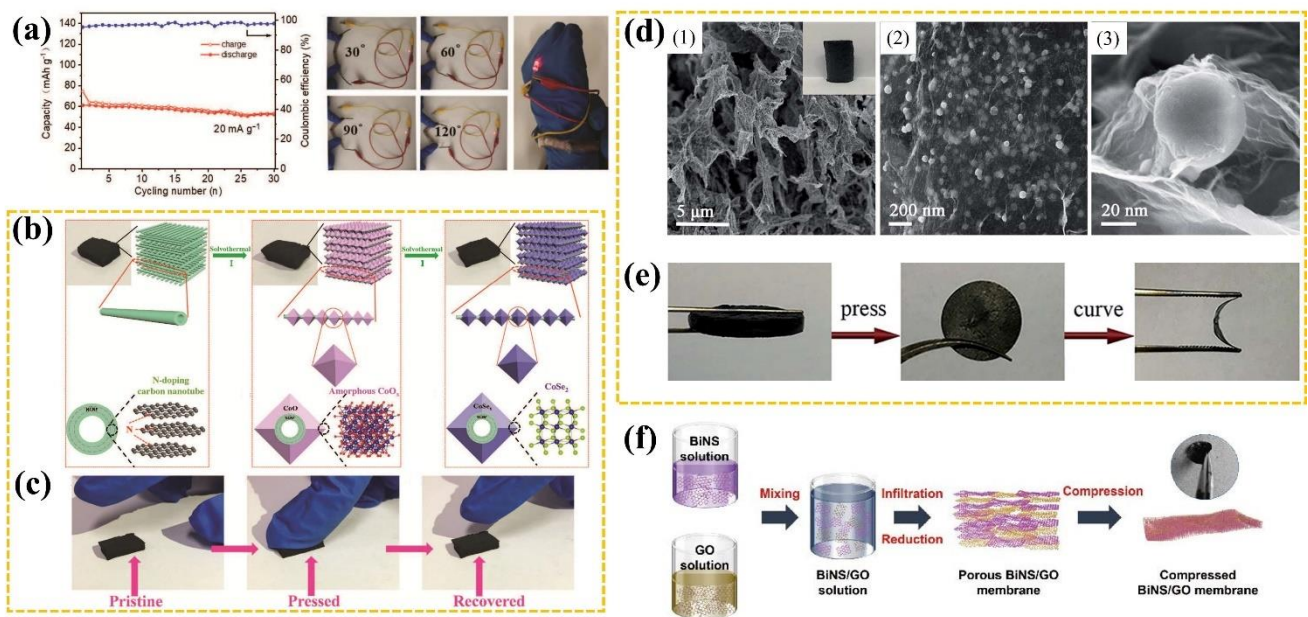 (a)
140
120
100
80
60
40
20
0
Capacity (mAh g⁻¹)
charge
discharge
20 mA g⁻¹
0
5
10
15
20
25
30
Cycling number (n)
100
80
60
40
20
0
Coulombic efficiency (%)
30°
60°
90°
120°
(b)
Solvothermal
Solvothermal
N-doping
carbon nanotube
N
Amorphous CoOx
CoO
CoSe2
(c)
Pristine
Pressed
Recovered
(d)
(1)
5 μm
(2)
200 nm
(3)
20 nm
(e)
press
curve
(f)
BiNS
solution
GO
solution
Mixing
BiNS/GO
solution
Infiltration
Reduction
Porous BiNS/GO
membrane
Compression
Compressed
BiNS/GO membrane